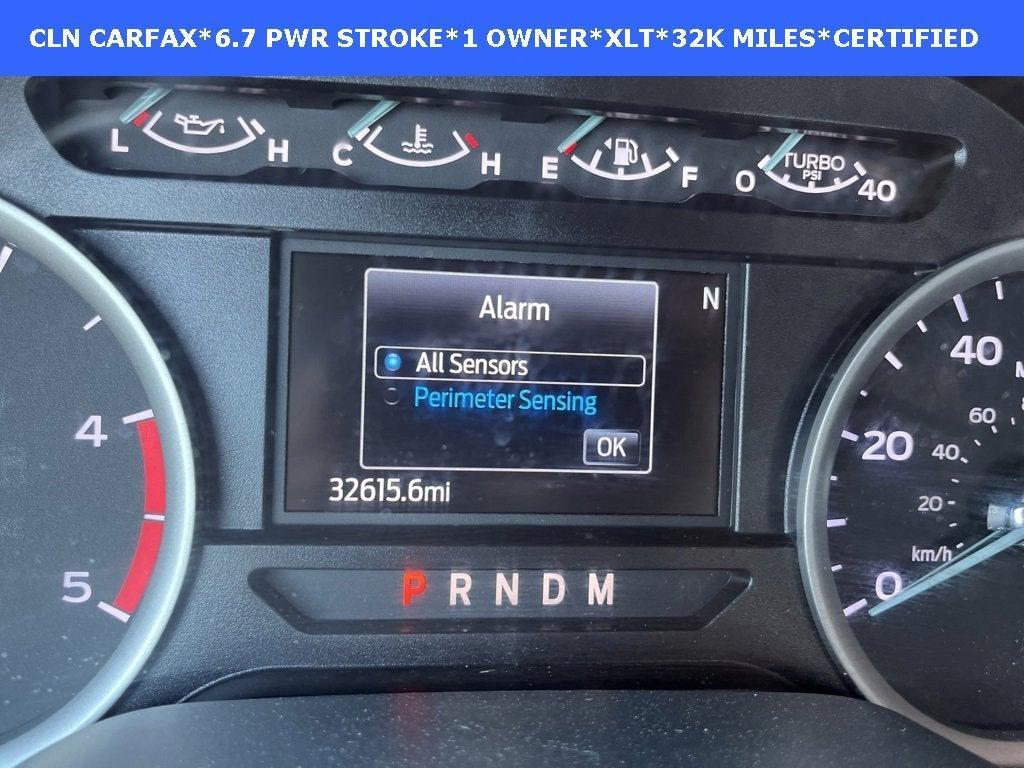 CLN CARFAX*6.7 PWR STROKE*1 OWNER*XLT*32K MILES*CERTIFIED
L H C H E F 0 TURBO PSI 40
Alarm
N
All Sensors
Perimeter Sensing
OK
32615.6mi
4
5
40
20
0
60
40
20
km/h
P R N D M